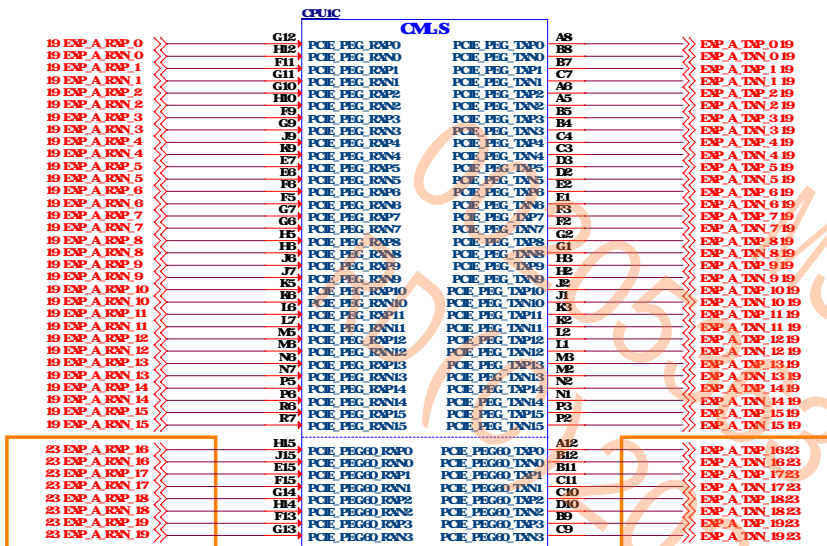 CPU1C
CML S
19 EXP_A_RXP_0 G12 PCIE_PEG_RXP0 PCIE_PEG_TXP0 A8 EXP_A_TXP_0 19
19 EXP_A_RXN_0 H12 PCIE_PEG_RXN0 PCIE_PEG_TXN0 B8 EXP_A_TXN_0 19
19 EXP_A_RXP_1 F11 PCIE_PEG_RXP1 PCIE_PEG_TXP1 B7 EXP_A_TXP_1 19
19 EXP_A_RXN_1 G11 PCIE_PEG_RXN1 PCIE_PEG_TXN1 C7 EXP_A_TXN_1 19
19 EXP_A_RXP_2 G10 PCIE_PEG_RXP2 PCIE_PEG_TXP2 A6 EXP_A_TXP_2 19
19 EXP_A_RXN_2 H10 PCIE_PEG_RXN2 PCIE_PEG_TXN2 A5 EXP_A_TXN_2 19
19 EXP_A_RXP_3 F9 PCIE_PEG_RXP3 PCIE_PEG_TXP3 B5 EXP_A_TXP_3 19
19 EXP_A_RXN_3 G9 PCIE_PEG_RXN3 PCIE_PEG_TXN3 B4 EXP_A_TXN_3 19
19 EXP_A_RXP_4 J9 PCIE_PEG_RXP4 PCIE_PEG_TXP4 C4 EXP_A_TXP_4 19
19 EXP_A_RXN_4 K9 PCIE_PEG_RXN4 PCIE_PEG_TXN4 C3 EXP_A_TXN_4 19
19 EXP_A_RXP_5 E7 PCIE_PEG_RXP5 PCIE_PEG_TXP5 D3 EXP_A_TXP_5 19
19 EXP_A_RXN_5 E6 PCIE_PEG_RXN5 PCIE_PEG_TXN5 D2 EXP_A_TXN_5 19
19 EXP_A_RXP_6 F6 PCIE_PEG_RXP6 PCIE_PEG_TXP6 E2 EXP_A_TXP_6 19
19 EXP_A_RXN_6 F5 PCIE_PEG_RXN6 PCIE_PEG_TXN6 E1 EXP_A_TXN_6 19
19 EXP_A_RXP_7 G7 PCIE_PEG_RXP7 PCIE_PEG_TXP7 F3 EXP_A_TXP_7 19
19 EXP_A_RXN_7 G6 PCIE_PEG_RXN7 PCIE_PEG_TXN7 F2 EXP_A_TXN_7 19
19 EXP_A_RXP_8 H5 PCIE_PEG_RXP8 PCIE_PEG_TXP8 G2 EXP_A_TXP_8 19
19 EXP_A_RXN_8 H6 PCIE_PEG_RXN8 PCIE_PEG_TXN8 G1 EXP_A_TXN_8 19
19 EXP_A_RXP_9 J6 PCIE_PEG_RXP9 PCIE_PEG_TXP9 H3 EXP_A_TXP_9 19
19 EXP_A_RXN_9 J7 PCIE_PEG_RXN9 PCIE_PEG_TXN9 H2 EXP_A_TXN_9 19
19 EXP_A_RXP_10 K5 PCIE_PEG_RXP10 PCIE_PEG_TXP10 J2 EXP_A_TXP_10 19
19 EXP_A_RXN_10 K6 PCIE_PEG_RXN10 PCIE_PEG_TXN10 J1 EXP_A_TXN_10 19
19 EXP_A_RXP_11 L6 PCIE_PEG_RXP11 PCIE_PEG_TXP11 K3 EXP_A_TXP_11 19
19 EXP_A_RXN_11 L7 PCIE_PEG_RXN11 PCIE_PEG_TXN11 K2 EXP_A_TXN_11 19
19 EXP_A_RXP_12 M5 PCIE_PEG_RXP12 PCIE_PEG_TXP12 L2 EXP_A_TXP_12 19
19 EXP_A_RXN_12 M6 PCIE_PEG_RXN12 PCIE_PEG_TXN12 L1 EXP_A_TXN_12 19
19 EXP_A_RXP_13 N6 PCIE_PEG_RXP13 PCIE_PEG_TXP13 M3 EXP_A_TXP_13 19
19 EXP_A_RXN_13 N7 PCIE_PEG_RXN13 PCIE_PEG_TXN13 M2 EXP_A_TXN_13 19
19 EXP_A_RXP_14 P5 PCIE_PEG_RXP14 PCIE_PEG_TXP14 N2 EXP_A_TXP_14 19
19 EXP_A_RXN_14 P6 PCIE_PEG_RXN14 PCIE_PEG_TXN14 N1 EXP_A_TXN_14 19
19 EXP_A_RXP_15 R6 PCIE_PEG_RXP15 PCIE_PEG_TXP15 P3 EXP_A_TXP_15 19
19 EXP_A_RXN_15 R7 PCIE_PEG_RXN15 PCIE_PEG_TXN15 P2 EXP_A_TXN_15 19
23 EXP_A_RXP_16 H15 PCIE_PEG60_RXP0 PCIE_PEG60_TXP0 A12 EXP_A_TXP_16 23
23 EXP_A_RXN_16 J15 PCIE_PEG60_RXN0 PCIE_PEG60_TXN0 B12 EXP_A_TXN_16 23
23 EXP_A_RXP_17 E15 PCIE_PEG60_RXP1 PCIE_PEG60_TXP1 B11 EXP_A_TXP_17 23
23 EXP_A_RXN_17 F15 PCIE_PEG60_RXN1 PCIE_PEG60_TXN1 C11 EXP_A_TXN_17 23
23 EXP_A_RXP_18 G14 PCIE_PEG60_RXP2 PCIE_PEG60_TXP2 C10 EXP_A_TXP_18 23
23 EXP_A_RXN_18 H14 PCIE_PEG60_RXN2 PCIE_PEG60_TXN2 D10 EXP_A_TXN_18 23
23 EXP_A_RXP_19 F13 PCIE_PEG60_RXP3 PCIE_PEG60_TXP3 B9 EXP_A_TXP_19 23
23 EXP_A_RXN_19 G13 PCIE_PEG60_RXN3 PCIE_PEG60_TXN3 C9 EXP_A_TXN_19 23